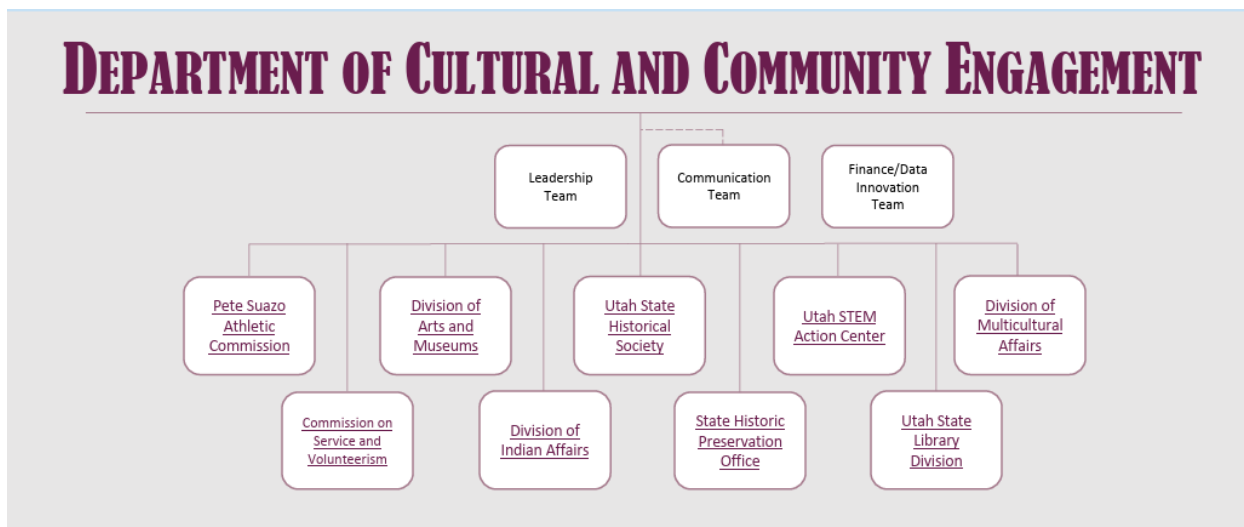 DEPARTMENT OF CULTURAL AND COMMUNITY ENGAGEMENT
Leadership
Team
Communication
Team
Finance/Data
Innovation
Team
Pete Suazo
Athletic
Commission
Division of
Arts and
Museums
Utah State
Historical
Society
Utah STEM
Action Center
Division of
Multicultural
Affairs
Commission on
Service and
Volunteerism
Division of
Indian Affairs
State Historic
Preservation
Office
Utah State
Library
Division